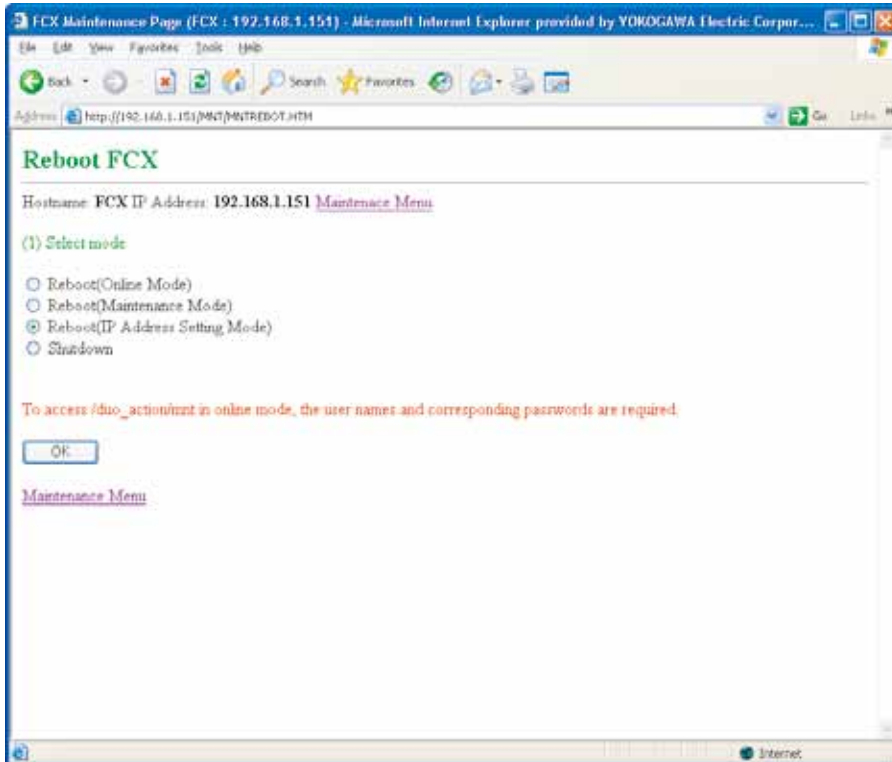 FCX Maintenance Page (FCX : 192.168.1.151) - Microsoft Internet Explorer provided by YOKOGAWA Electric Corpor...
File Edit View Favorites Tools Help
Back Search Favorites
Address http://192.168.1.151/MNT/MNTREBOT.HTM Go Links »
Reboot FCX
Hostname: FCX IP Address: 192.168.1.151 Maintenace Menu
(1) Select mode
Reboot(Online Mode)
Reboot(Maintenance Mode)
Reboot(IP Address Setting Mode)
Shutdown
To access /duo_action/mnt in online mode, the user names and corresponding passwords are required.
OK
Maintenance Menu
Internet